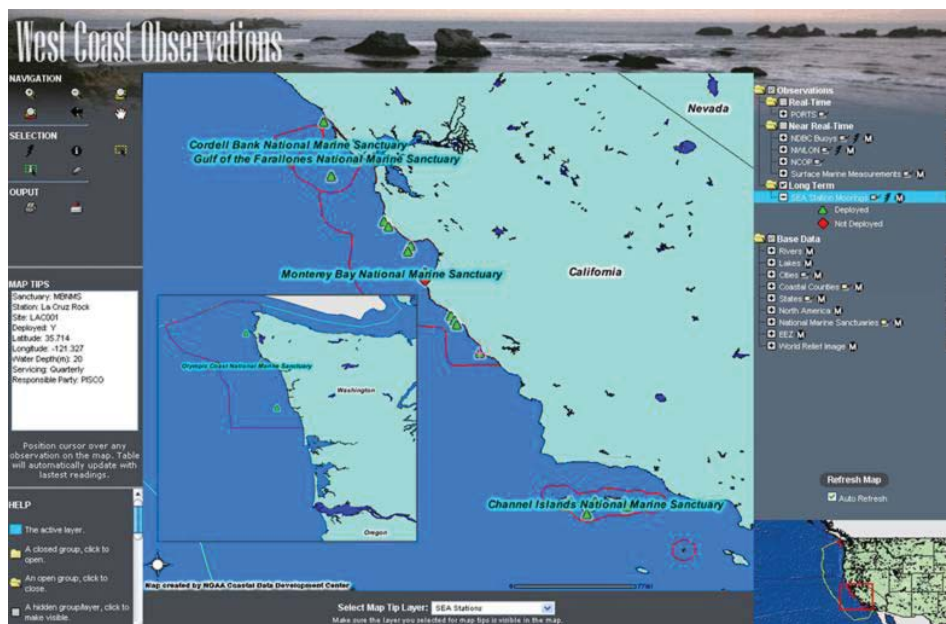 West Coast Observations
NAVIGATION
SELECTION
OUPUT
MAP TIPS
Sanctuary: MBNMS
Station: La Cruz Rock
Site: LAC001
Deployed: Y
Latitude: 35.714
Longitude: -121.327
Water Depth(m): 20
Servicing: Quarterly
Responsible Party: PISCO
Position cursor over any
observation on the map. Table
will automatically update with
lastest readings.
HELP
The active layer.
A closed group, click to
open.
An open group, click to
close.
A hidden group/layer, click to
make visible.
Nevada
Cordell Bank National Marine Sanctuary
Gulf of the Farallones National Marine Sanctuary
Monterey Bay National Marine Sanctuary
California
Olympic Coast National Marine Sanctuary
Washington
Oregon
Channel Islands National Marine Sanctuary
Map created by NOAA Coastal Data Development Center
Select Map Tip Layer: SEA Stations
Make sure the layer you selected for map tips is visible in the map.
Observations
Real-Time
PORTS
Near Real-Time
NDBC Buoys M
NWLON M
NCOP
Surface Marine Measurements M
Long Term
SEA Station Moorings M
Deployed
Not Deployed
Base Data
Rivers M
Lakes M
Cities M
Coastal Counties M
States M
North America M
National Marine Sanctuaries M
EEZ M
World Relief Image M
Refresh Map
Auto Refresh